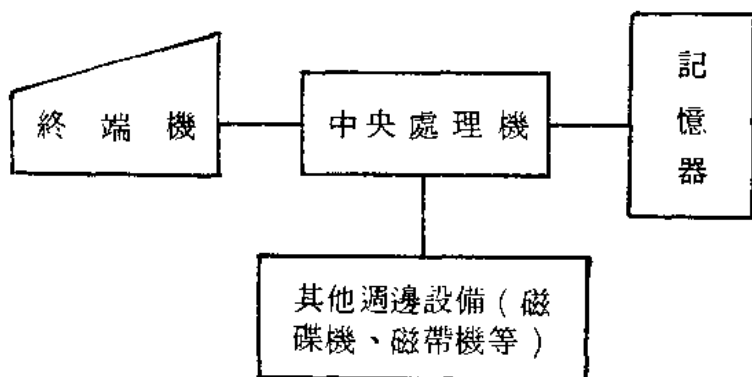 終端機
中央處理機
記憶器
其他週邊設備（磁
碟機、磁帶機等）